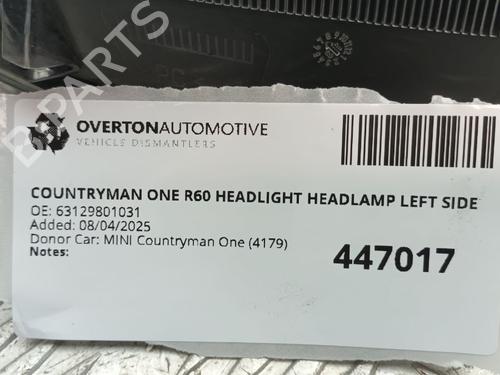 B-PARTS
OVERTONAUTOMOTIVE
VEHICLE DISMANTLERS
COUNTRYMAN ONE R60 HEADLIGHT HEADLAMP LEFT SIDE
OE: 63129801031
Added: 08/04/2025
Donor Car: MINI Countryman One (4179)
Notes:
447017